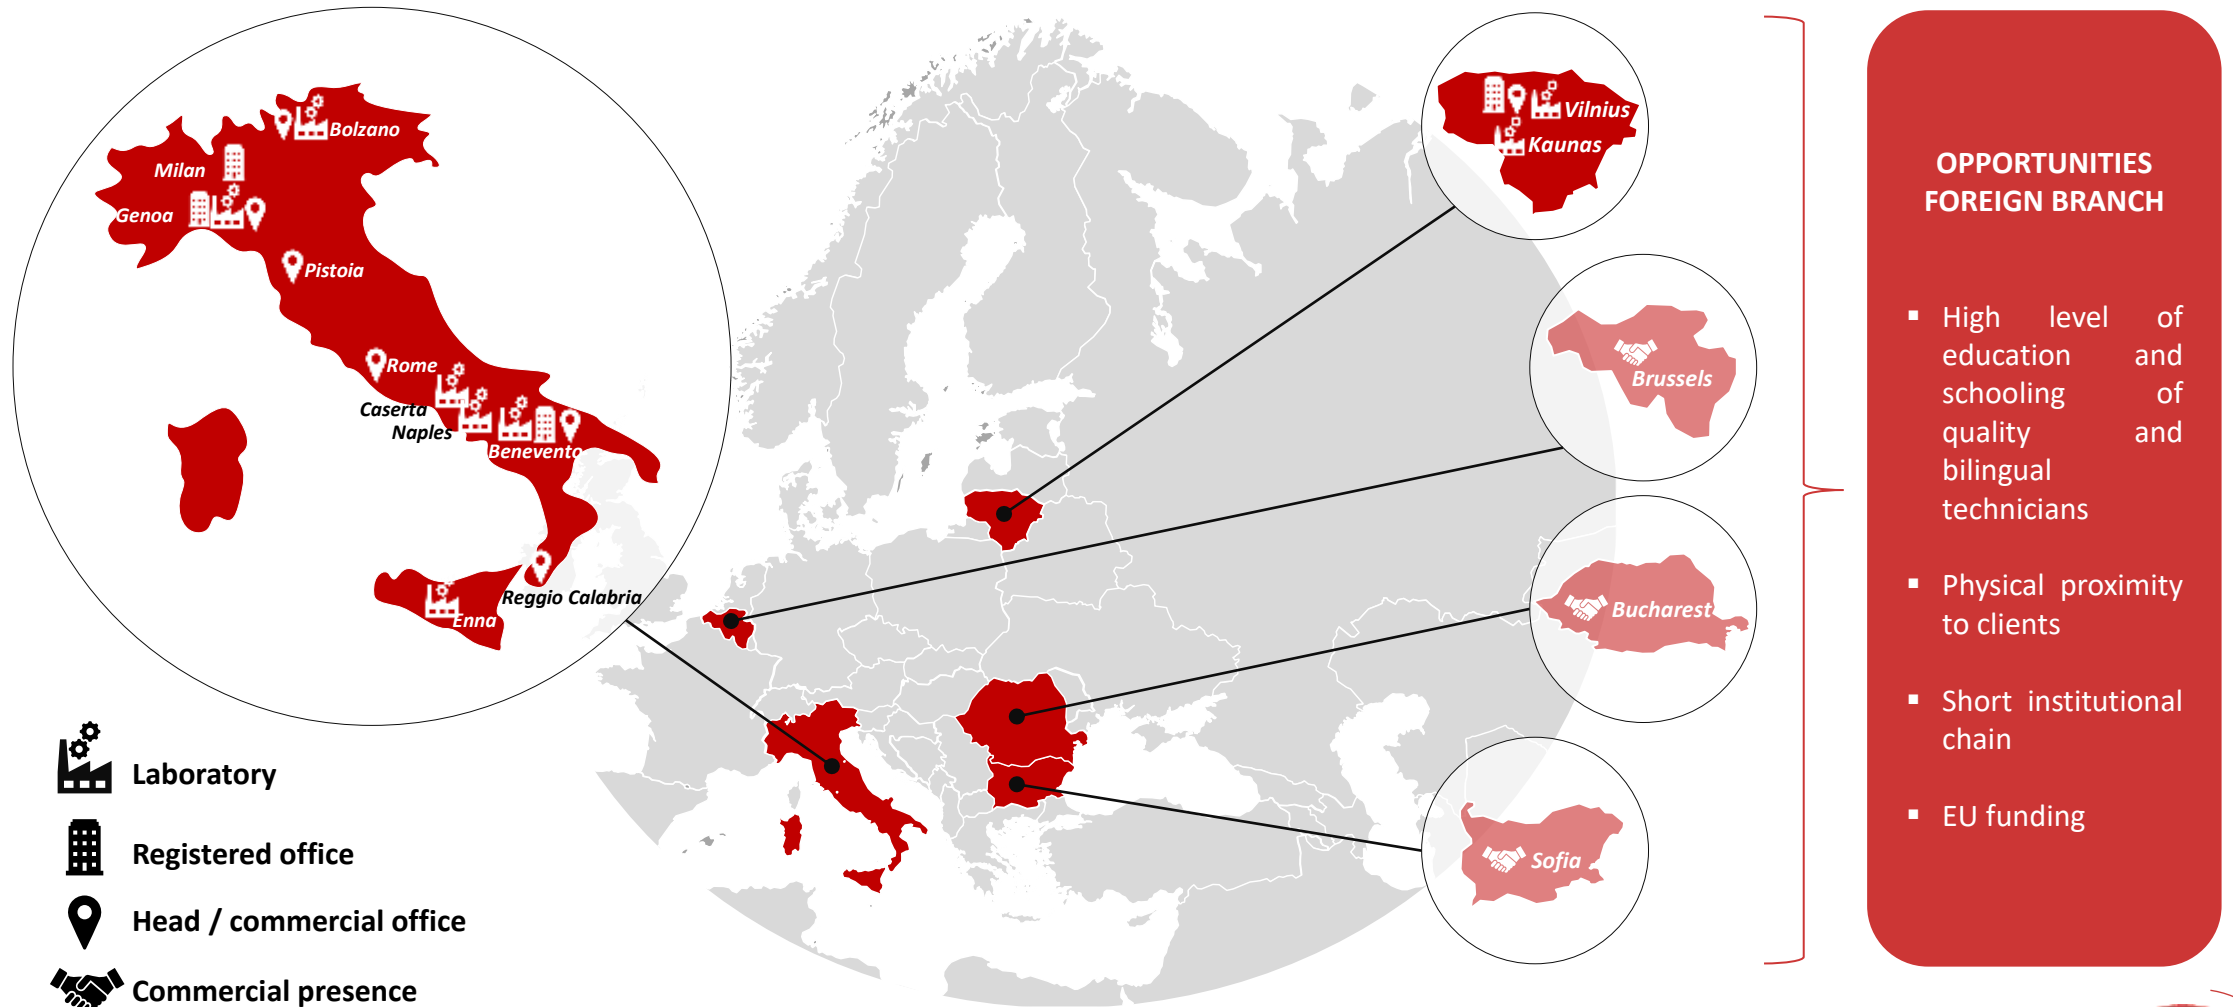 Bolzano
Milan
Genoa
Pistoia
Rome
Caserta
Naples
Benevento
Reggio Calabria
Enna
Laboratory
Registered office
Head / commercial office
Commercial presence
Vilnius
Kaunas
Brussels
Bucharest
Sofia
OPPORTUNITIES
FOREIGN BRANCH
▪ High level of
education and
schooling of
quality and
bilingual
technicians
▪ Physical proximity
to clients
▪ Short institutional
chain
▪ EU funding